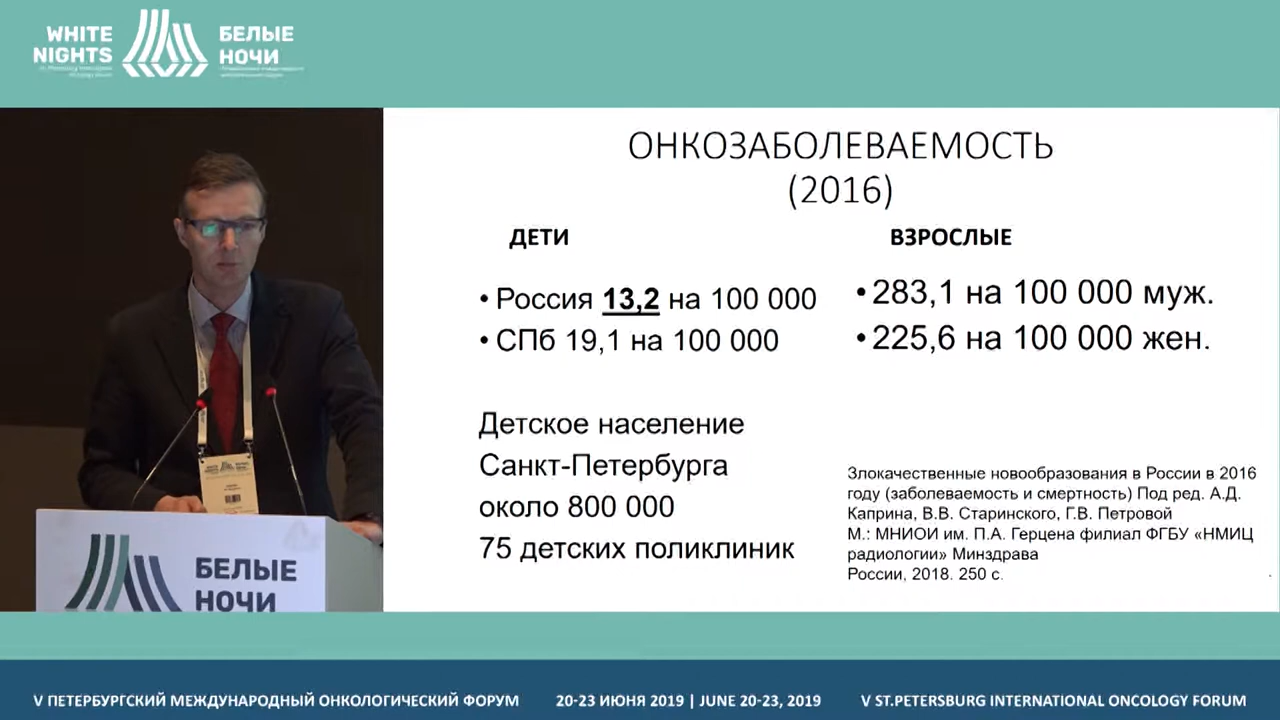 WHITE
NIGHTS
БЕЛЫЕ
НОЧИ
ОНКОЗАБОЛЕВАЕМОСТЬ
(2016)
ДЕТИ
• Россия 13,2 на 100 000
• СПб 19,1 на 100 000
Детское население
Санкт-Петербурга
около 800 000
75 детских поликлиник
ВЗРОСЛЫЕ
• 283,1 на 100 000 муж.
• 225,6 на 100 000 жен.
Злокачественные новообразования в России в 2016
году (заболеваемость и смертность) Под ред. А.Д.
Каприна, В.В. Старинского, Г.В. Петровой
М.: МНИОИ им. П.А. Герцена филиал ФГБУ «НМИЦ
радиологии» Минздрава
России, 2018. 250 с.
БЕЛЫЕ
НОЧИ
V ПЕТЕРБУРГСКИЙ МЕЖДУНАРОДНЫЙ ОНКОЛОГИЧЕСКИЙ ФОРУМ
20-23 ИЮНЯ 2019 | JUNE 20-23, 2019
V ST.PETERSBURG INTERNATIONAL ONCOLOGY FORUM